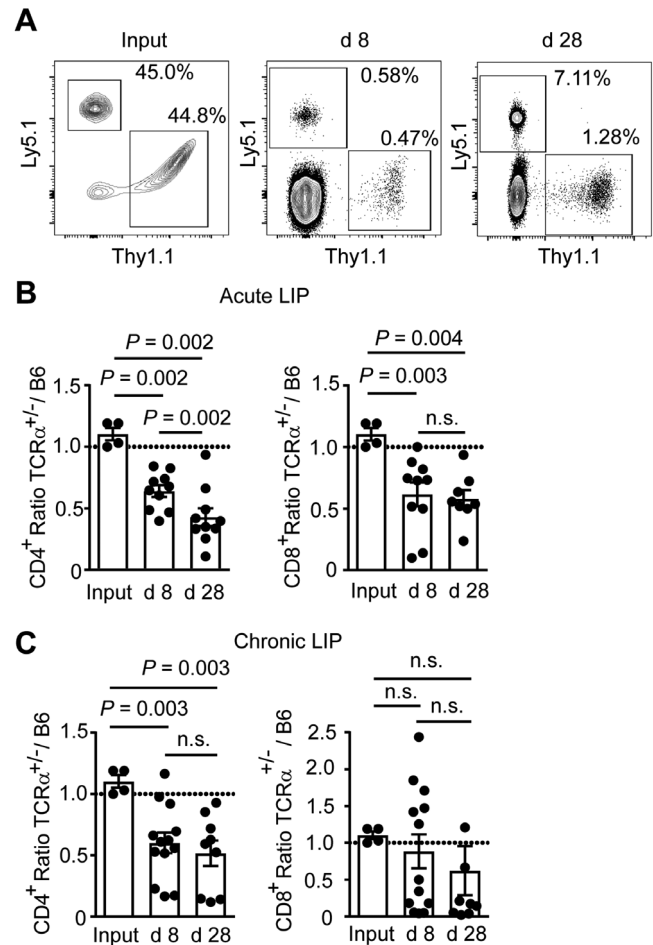 A
Input
d 8
d 28
45.0%
44.8%
0.58%
0.47%
7.11%
1.28%
Ly5.1
Ly5.1
Ly5.1
Thy1.1
Thy1.1
Thy1.1
B
Acute LIP
P = 0.002
P = 0.002
P = 0.002
CD4+ Ratio TCRα+/-/ B6
1.5
1.0
0.5
0
Input d 8 d 28
P = 0.004
P = 0.003
n.s.
CD8+ Ratio TCRα+/-/ B6
1.5
1.0
0.5
0
Input d 8 d 28
C
Chronic LIP
P = 0.003
P = 0.003
n.s.
CD4+ Ratio TCRα+/-/ B6
1.5
1.0
0.5
0
Input d 8 d 28
n.s.
n.s.
n.s.
CD8+ Ratio TCRα+/-/ B6
2.5
2.0
1.5
1.0
0.5
0
Input d 8 d 28